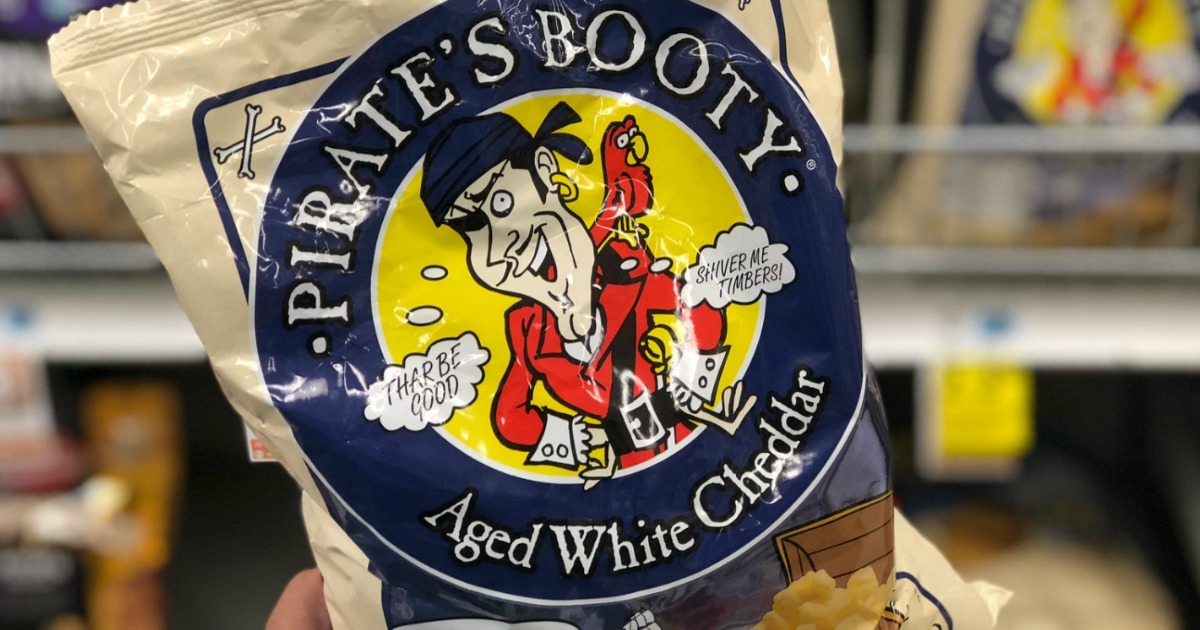 ·PIRATE'S BOOTY·®
SHIVER ME
TIMBERS!
THAR BE
GOOD
Aged White Cheddar